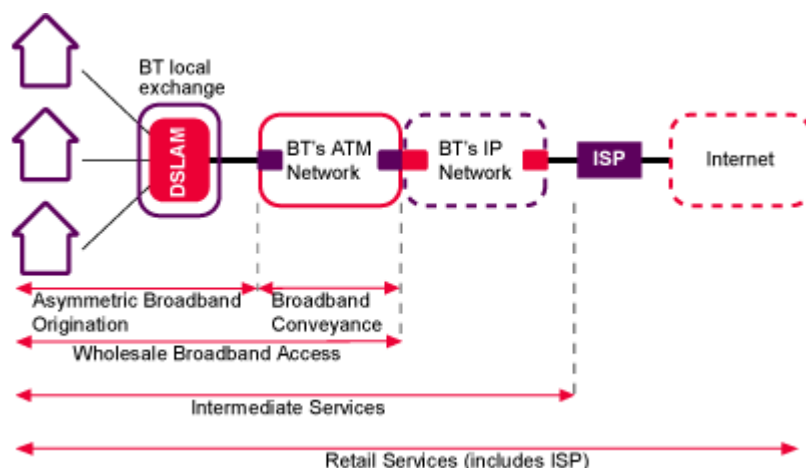 BT local
exchange
DSLAM
BT's ATM
Network
BT's IP
Network
ISP
Internet
Asymmetric Broadband
Origination
Broadband
Conveyance
Wholesale Broadband Access
Intermediate Services
Retail Services (includes ISP)